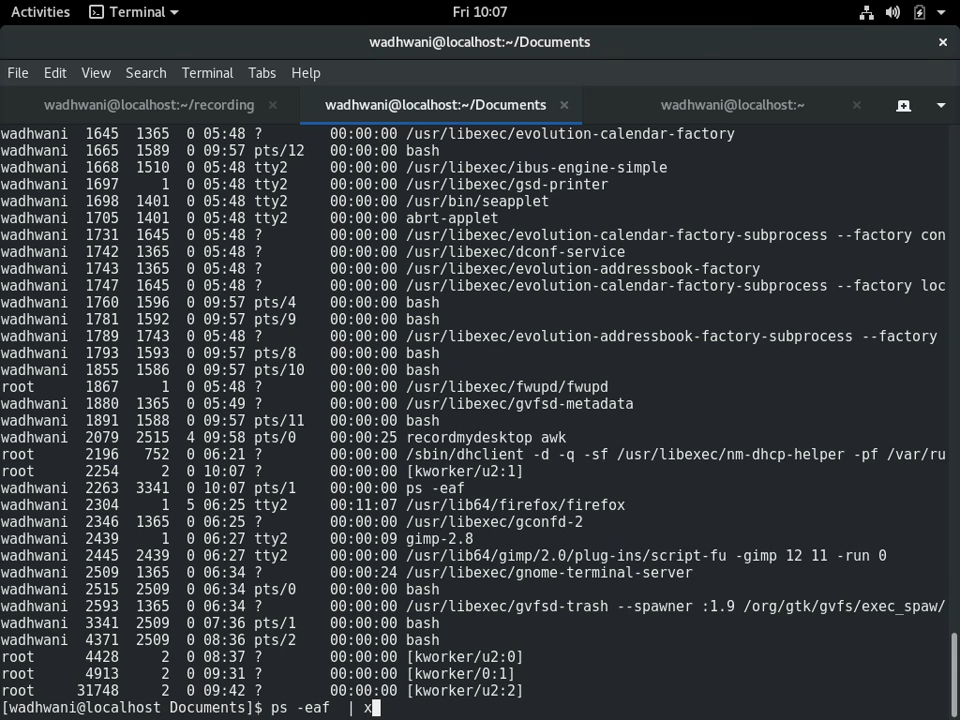 Activities Terminal Fri 10:07
wadhwani@localhost:~/Documents
File Edit View Search Terminal Tabs Help
wadhwani@localhost:~/recording wadhwani@localhost:~/Documents wadhwani@localhost:~
wadhwani 1645 1365 0 05:48 ? 00:00:00 /usr/libexec/evolution-calendar-factory
wadhwani 1665 1589 0 09:57 pts/12 00:00:00 bash
wadhwani 1668 1510 0 05:48 tty2 00:00:00 /usr/libexec/ibus-engine-simple
wadhwani 1697 1 0 05:48 tty2 00:00:00 /usr/libexec/gsd-printer
wadhwani 1698 1401 0 05:48 tty2 00:00:00 /usr/bin/seapplet
wadhwani 1705 1401 0 05:48 tty2 00:00:00 abrt-applet
wadhwani 1731 1645 0 05:48 ? 00:00:00 /usr/libexec/evolution-calendar-factory-subprocess --factory con
wadhwani 1742 1365 0 05:48 ? 00:00:00 /usr/libexec/dconf-service
wadhwani 1743 1365 0 05:48 ? 00:00:00 /usr/libexec/evolution-addressbook-factory
wadhwani 1747 1645 0 05:48 ? 00:00:00 /usr/libexec/evolution-calendar-factory-subprocess --factory loc
wadhwani 1760 1596 0 09:57 pts/4 00:00:00 bash
wadhwani 1781 1592 0 09:57 pts/9 00:00:00 bash
wadhwani 1789 1743 0 05:48 ? 00:00:00 /usr/libexec/evolution-addressbook-factory-subprocess --factory
wadhwani 1793 1593 0 09:57 pts/8 00:00:00 bash
wadhwani 1855 1586 0 09:57 pts/10 00:00:00 bash
root 1867 1 0 05:48 ? 00:00:00 /usr/libexec/fwupd/fwupd
wadhwani 1880 1365 0 05:49 ? 00:00:00 /usr/libexec/gvfsd-metadata
wadhwani 1891 1588 0 09:57 pts/11 00:00:00 bash
wadhwani 2079 2515 4 09:58 pts/0 00:00:25 recordmydesktop awk
root 2196 752 0 06:21 ? 00:00:00 /sbin/dhclient -d -q -sf /usr/libexec/nm-dhcp-helper -pf /var/ru
root 2254 2 0 10:07 ? 00:00:00 [kworker/u2:1]
wadhwani 2263 3341 0 10:07 pts/1 00:00:00 ps -eaf
wadhwani 2304 1 5 06:25 tty2 00:11:07 /usr/lib64/firefox/firefox
wadhwani 2346 1365 0 06:25 ? 00:00:00 /usr/libexec/gconfd-2
wadhwani 2439 1 0 06:27 tty2 00:00:09 gimp-2.8
wadhwani 2445 2439 0 06:27 tty2 00:00:00 /usr/lib64/gimp/2.0/plug-ins/script-fu -gimp 12 11 -run 0
wadhwani 2509 1365 0 06:34 ? 00:00:24 /usr/libexec/gnome-terminal-server
wadhwani 2515 2509 0 06:34 pts/0 00:00:00 bash
wadhwani 2593 1365 0 06:34 ? 00:00:00 /usr/libexec/gvfsd-trash --spawner :1.9 /org/gtk/gvfs/exec_spaw/
wadhwani 3341 2509 0 07:36 pts/1 00:00:00 bash
wadhwani 4371 2509 0 08:36 pts/2 00:00:00 bash
root 4428 2 0 08:37 ? 00:00:00 [kworker/u2:0]
root 4913 2 0 09:31 ? 00:00:00 [kworker/0:1]
root 31748 2 0 09:42 ? 00:00:00 [kworker/u2:2]
[wadhwani@localhost Documents]$ ps -eaf | x